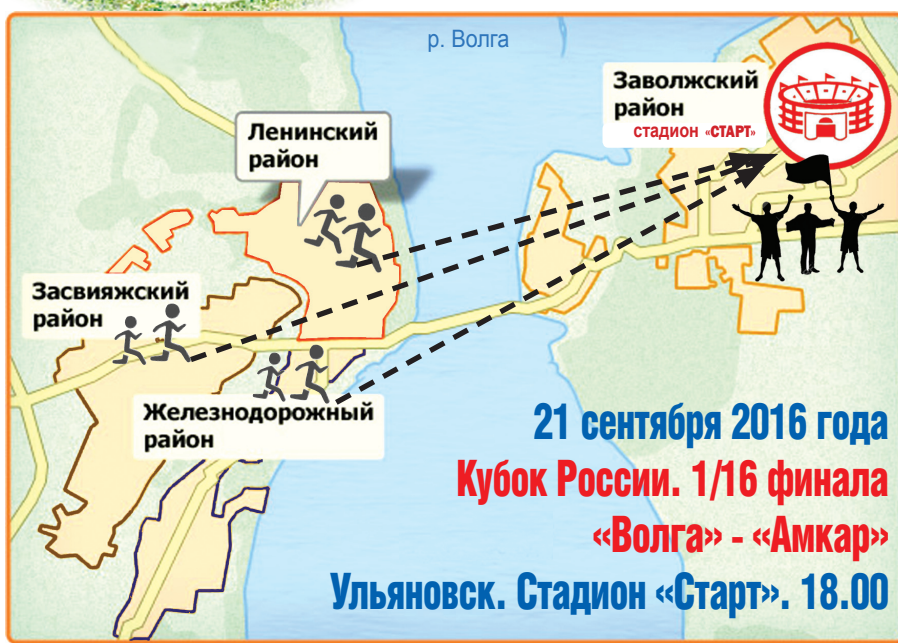 р. Волга
Заволжский
район
стадион «СТАРТ»
Ленинский
район
Засвияжский
район
Железнодорожный
район
21 сентября 2016 года
Кубок России. 1/16 финала
«Волга» - «Амкар»
Ульяновск. Стадион «Старт». 18.00